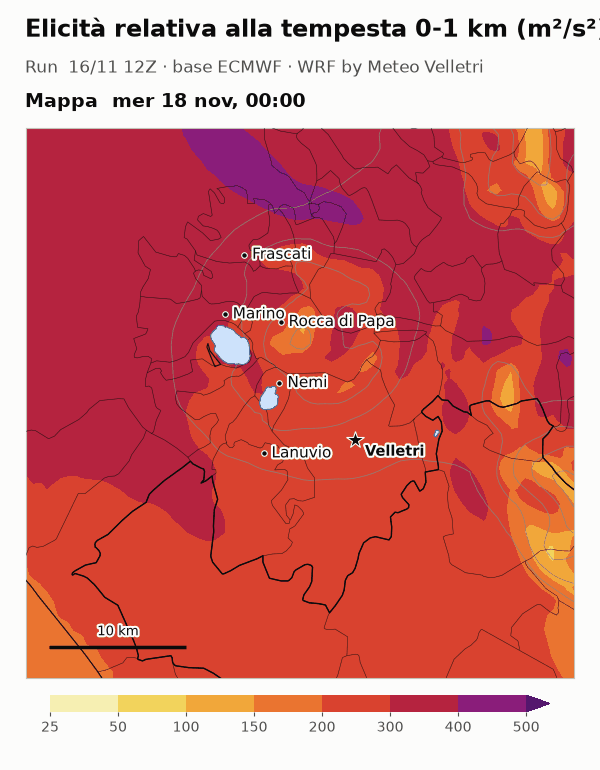 Elicità relativa alla tempesta 0-1 km (m²/s²)
Run 16/11 12Z · base ECMWF · WRF by Meteo Velletri
Mappa mer 18 nov, 00:00
Frascati
Marino
Rocca di Papa
Nemi
Velletri
Lanuvio
10 km
25 50 100 150 200 300 400 500